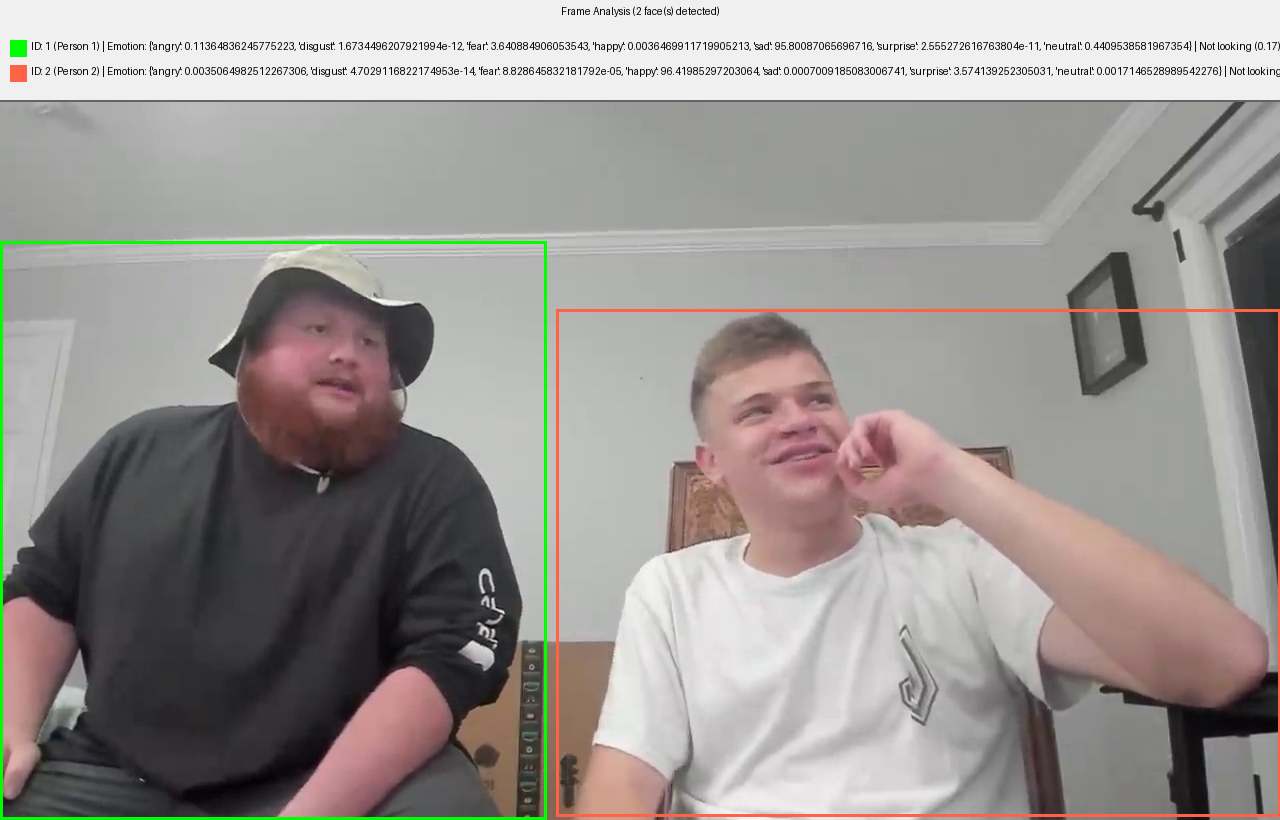 Frame Analysis (2 face(s) detected)
ID: 1 (Person 1) | Emotion: {'angry': 0.11364836245775223, 'disgust': 1.6734496207921994e-12, 'fear': 3.640884906053543, 'happy': 0.0036469911719905213, 'sad': 95.80087065696716, 'surprise': 2.555272616763804e-11, 'neutral': 0.4409538581967354} | Not looking (0.17)
ID: 2 (Person 2) | Emotion: {'angry': 0.0035064982512267306, 'disgust': 4.7029116822174953e-14, 'fear': 8.828645832181792e-05, 'happy': 96.41985297203064, 'sad': 0.0007009185083006741, 'surprise': 3.574139252305031, 'neutral': 0.0017146528989542276} | Not looking